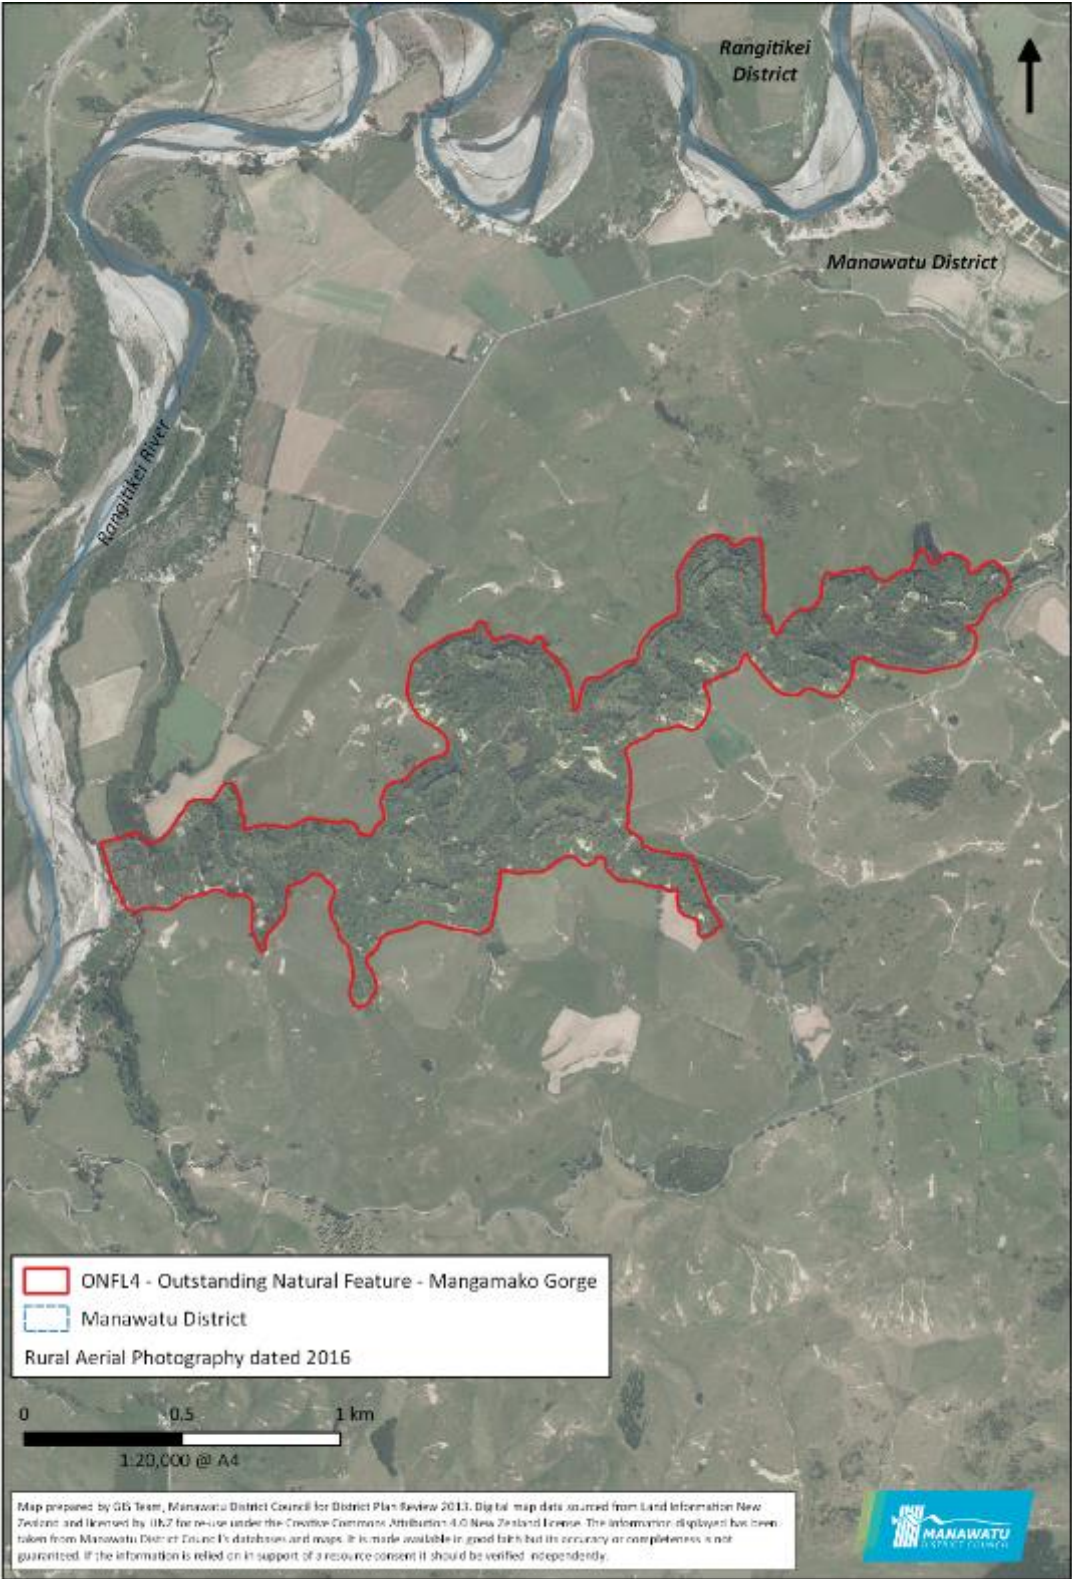 Rangitikei
District
Manawatu District
Rangitikei River
ONFL4 - Outstanding Natural Feature - Mangamako Gorge
Manawatu District
Rural Aerial Photography dated 2016
0 0.5 1 km
1:20,000 @ A4
Map prepared by GIS Team, Manawatu District Council for District Plan Review 2013. Digital map data sourced from Land Information New
Zealand and licensed by LINZ for re-use under the Creative Commons Attribution 4.0 New Zealand license. The information displayed has been
taken from Manawatu District Council's databases and maps. It is made available in good faith but its accuracy or completeness is not
guaranteed. If the information is relied on in support of a resource consent it should be verified independently.
MANAWATU
DISTRICT COUNCIL